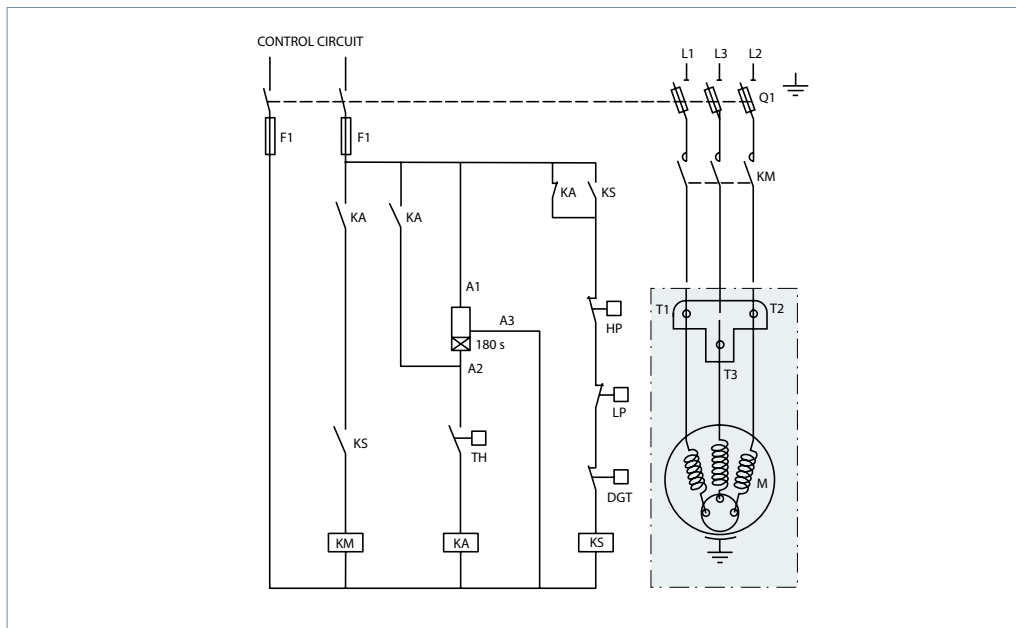 CONTROL CIRCUIT
L1 L3 L2
Q1
F1 F1
KA KS
KM
KA KA
A1
T1 T2
A3
HP
180 s
A2
T3
LP
KS
TH
M
DGT
KM KA KS